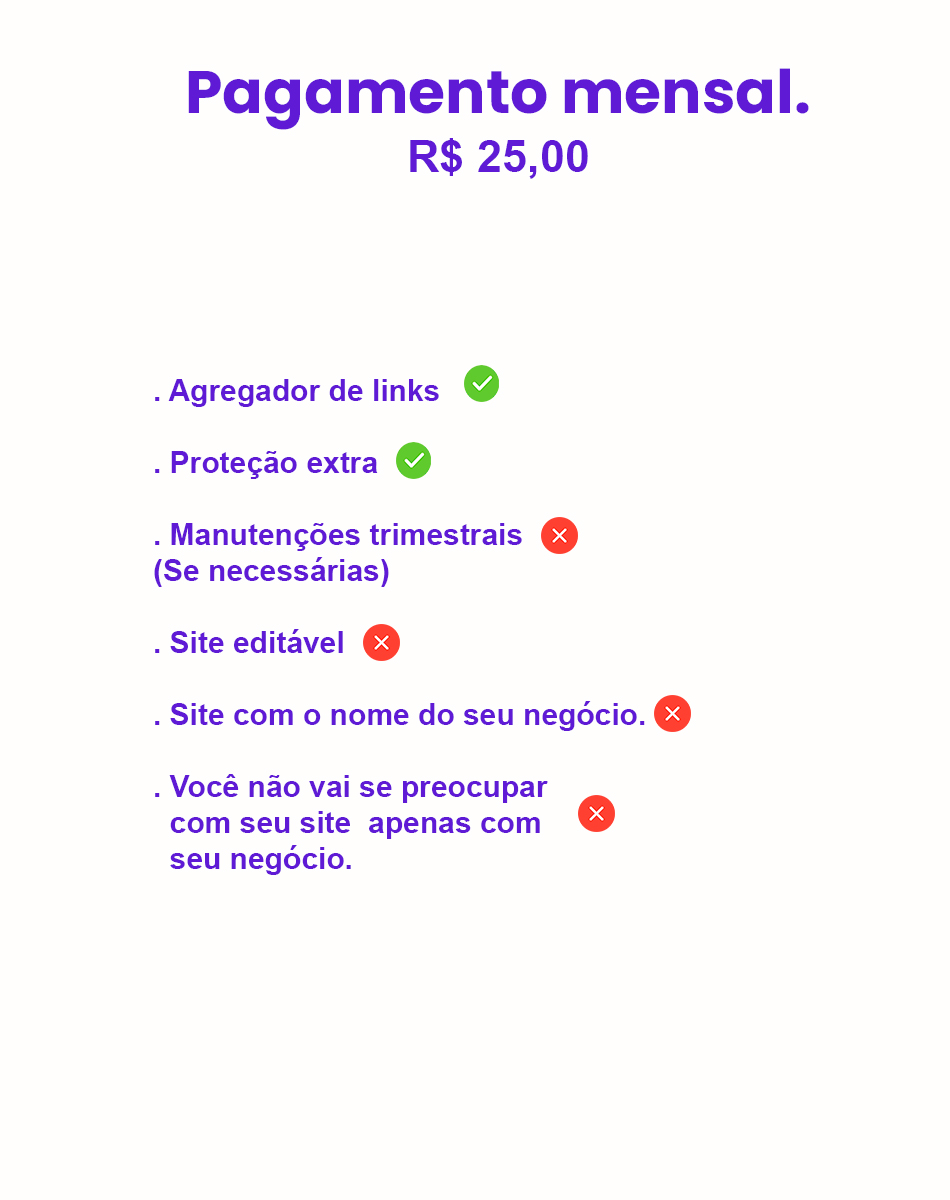 Pagamento mensal.
R$ 25,00
. Agregador de links
. Proteção extra
. Manutenções trimestrais
(Se necessárias)
. Site editável
. Site com o nome do seu negócio.
. Você não vai se preocupar
com seu site  apenas com
seu negócio.